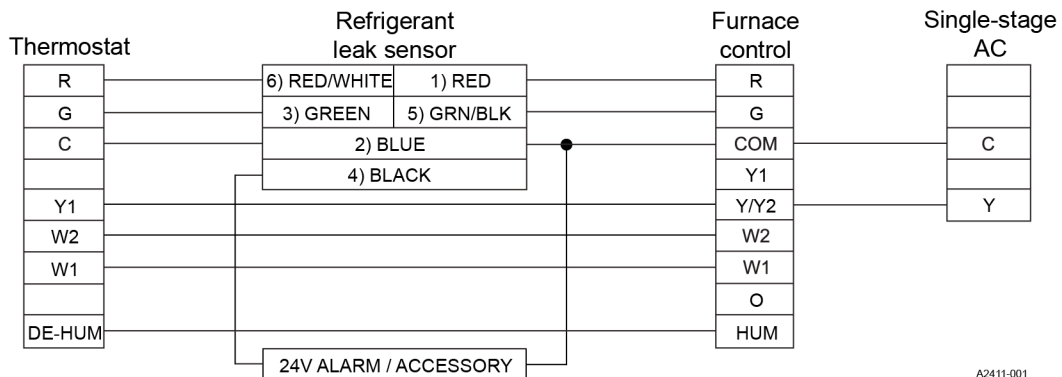 Thermostat
Refrigerant
leak sensor
Furnace
control
Single-stage
AC
R
6) RED/WHITE
1) RED
R
G
3) GREEN
5) GRN/BLK
G
C
2) BLUE
COM
C
4) BLACK
Y1
Y1
Y/Y2
Y
W2
W2
W1
W1
O
DE-HUM
HUM
24V ALARM / ACCESSORY
A2411-001